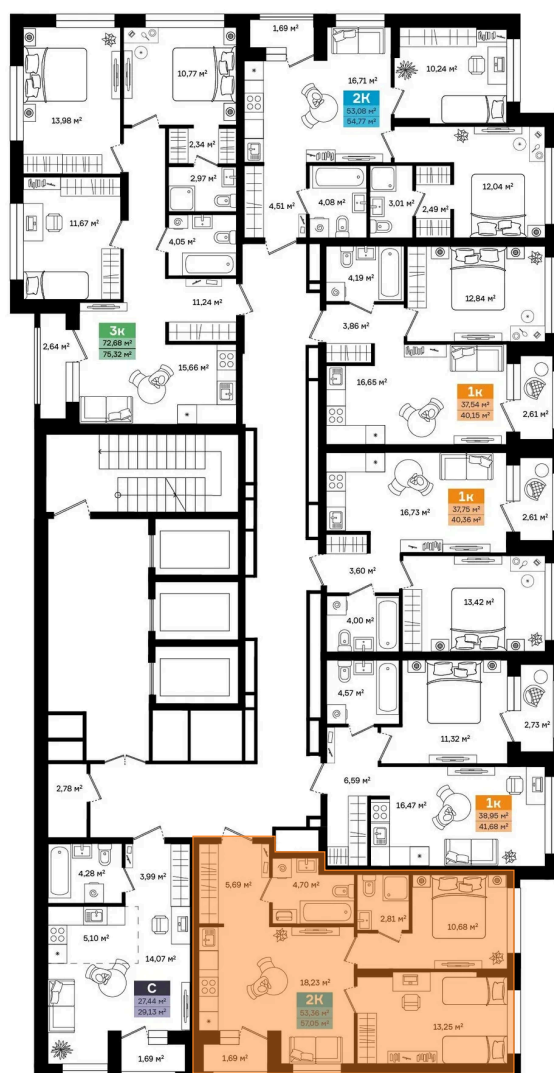 1,69 м²
10,77 м²
16,71 м²
10,24 м²
13,98 м²
2К
53,08 м²
54,77 м²
2,34 м²
2,97 м²
12,04 м²
11,67 м²
4,51 м²
4,08 м²
3,01 м²
2,49 м²
4,05 м²
4,19 м²
12,84 м²
11,24 м²
3,86 м²
3к
72,68 м²
75,32 м²
2,64 м²
15,66 м²
16,65 м²
1к
37,54 м²
40,15 м²
2,61 м²
1к
37,75 м²
40,36 м²
16,73 м²
2,61 м²
3,60 м²
13,42 м²
4,00 м²
4,57 м²
11,32 м²
2,73 м²
6,59 м²
2,78 м²
16,47 м²
1к
38,95 м²
41,68 м²
4,28 м²
3,99 м²
5,69 м²
4,70 м²
2,81 м²
10,68 м²
5,10 м²
14,07 м²
18,23 м²
С
27,44 м²
29,13 м²
2К
53,36 м²
57,05 м²
13,25 м²
1,69 м²
1,69 м²